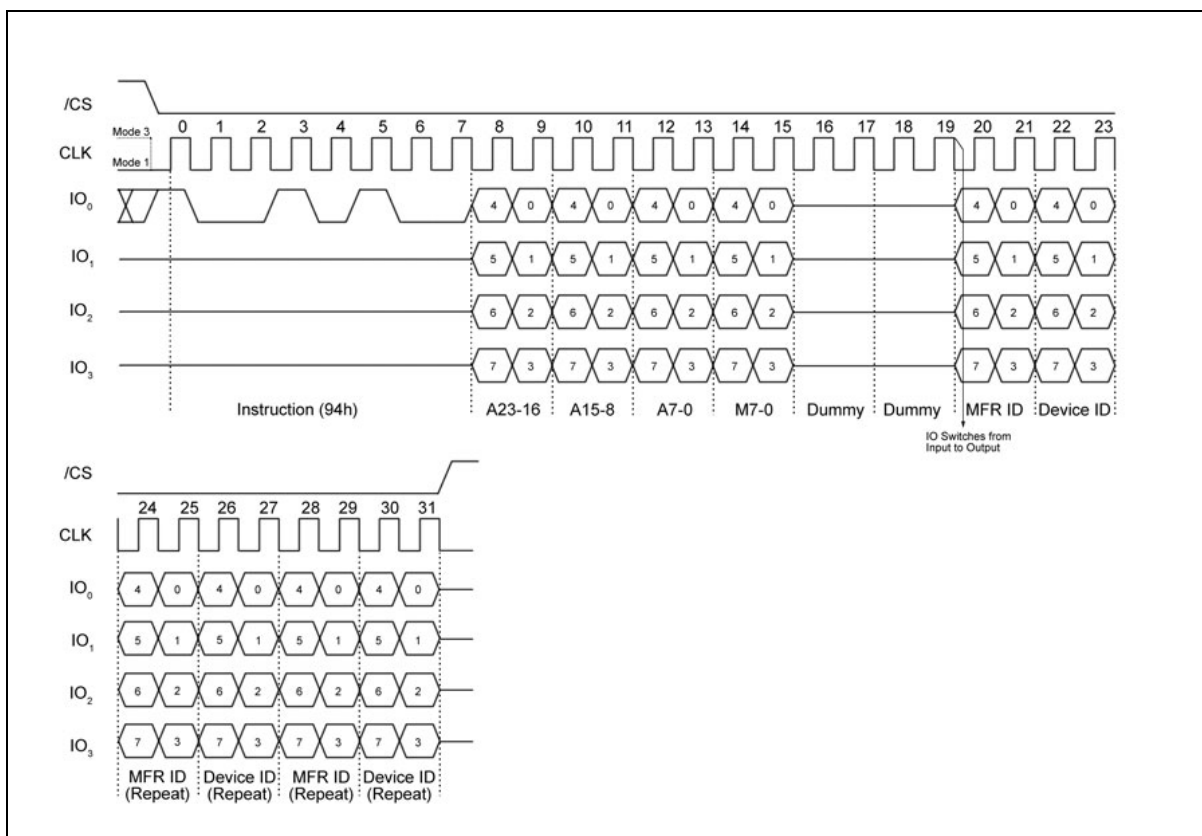 /CS
Mode 3
Mode 1
CLK
0 1 2 3 4 5 6 7 8 9 10 11 12 13 14 15 16 17 18 19 20 21 22 23
IO0 4 0 4 0 4 0 4 0 4 0 4 0
IO1 5 1 5 1 5 1 5 1 5 1 5 1
IO2 6 2 6 2 6 2 6 2 6 2 6 2
IO3 7 3 7 3 7 3 7 3 7 3 7 3
Instruction (94h) A23-16 A15-8 A7-0 M7-0 Dummy Dummy MFR ID Device ID
IO Switches from
Input to Output
/CS
24 25 26 27 28 29 30 31
CLK
IO0 4 0 4 0 4 0 4 0
IO1 5 1 5 1 5 1 5 1
IO2 6 2 6 2 6 2 6 2
IO3 7 3 7 3 7 3 7 3
MFR ID Device ID MFR ID Device ID
(Repeat) (Repeat) (Repeat) (Repeat)